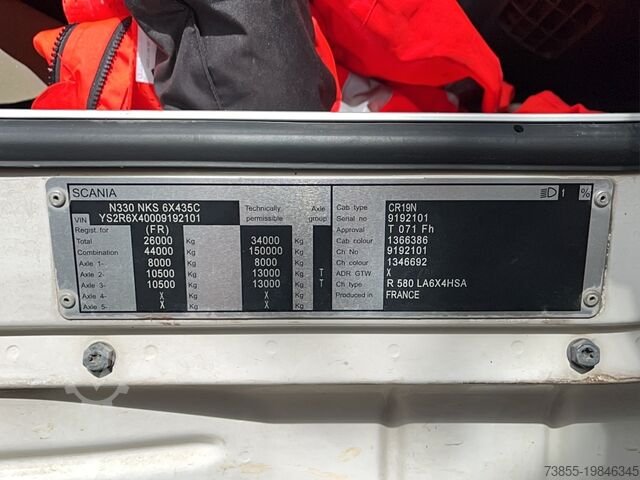 SCANIA 1 %
N330 NKS 6X435C
VIN YS2R6X40009192101
Regist. for (FR) Technically permissible Axle group
Total 26000 Kg 34000 Kg
Combination 44000 Kg 150000 Kg
Axle 1- 8000 Kg 8000 Kg
Axle 2- 10500 Kg 13000 Kg T
Axle 3- 10500 Kg 13000 Kg T
Axle 4- X Kg X Kg
Axle 5- X Kg X Kg
Cab type CR19N
Serial no 9192101
Approval T 071 Fh
Cab colour 1366386
Ch No 9192101
Ch. colour 1346692
ADR. GTW X
Ch type R 580 LA6X4HSA
Produced in FRANCE
73855-19846345